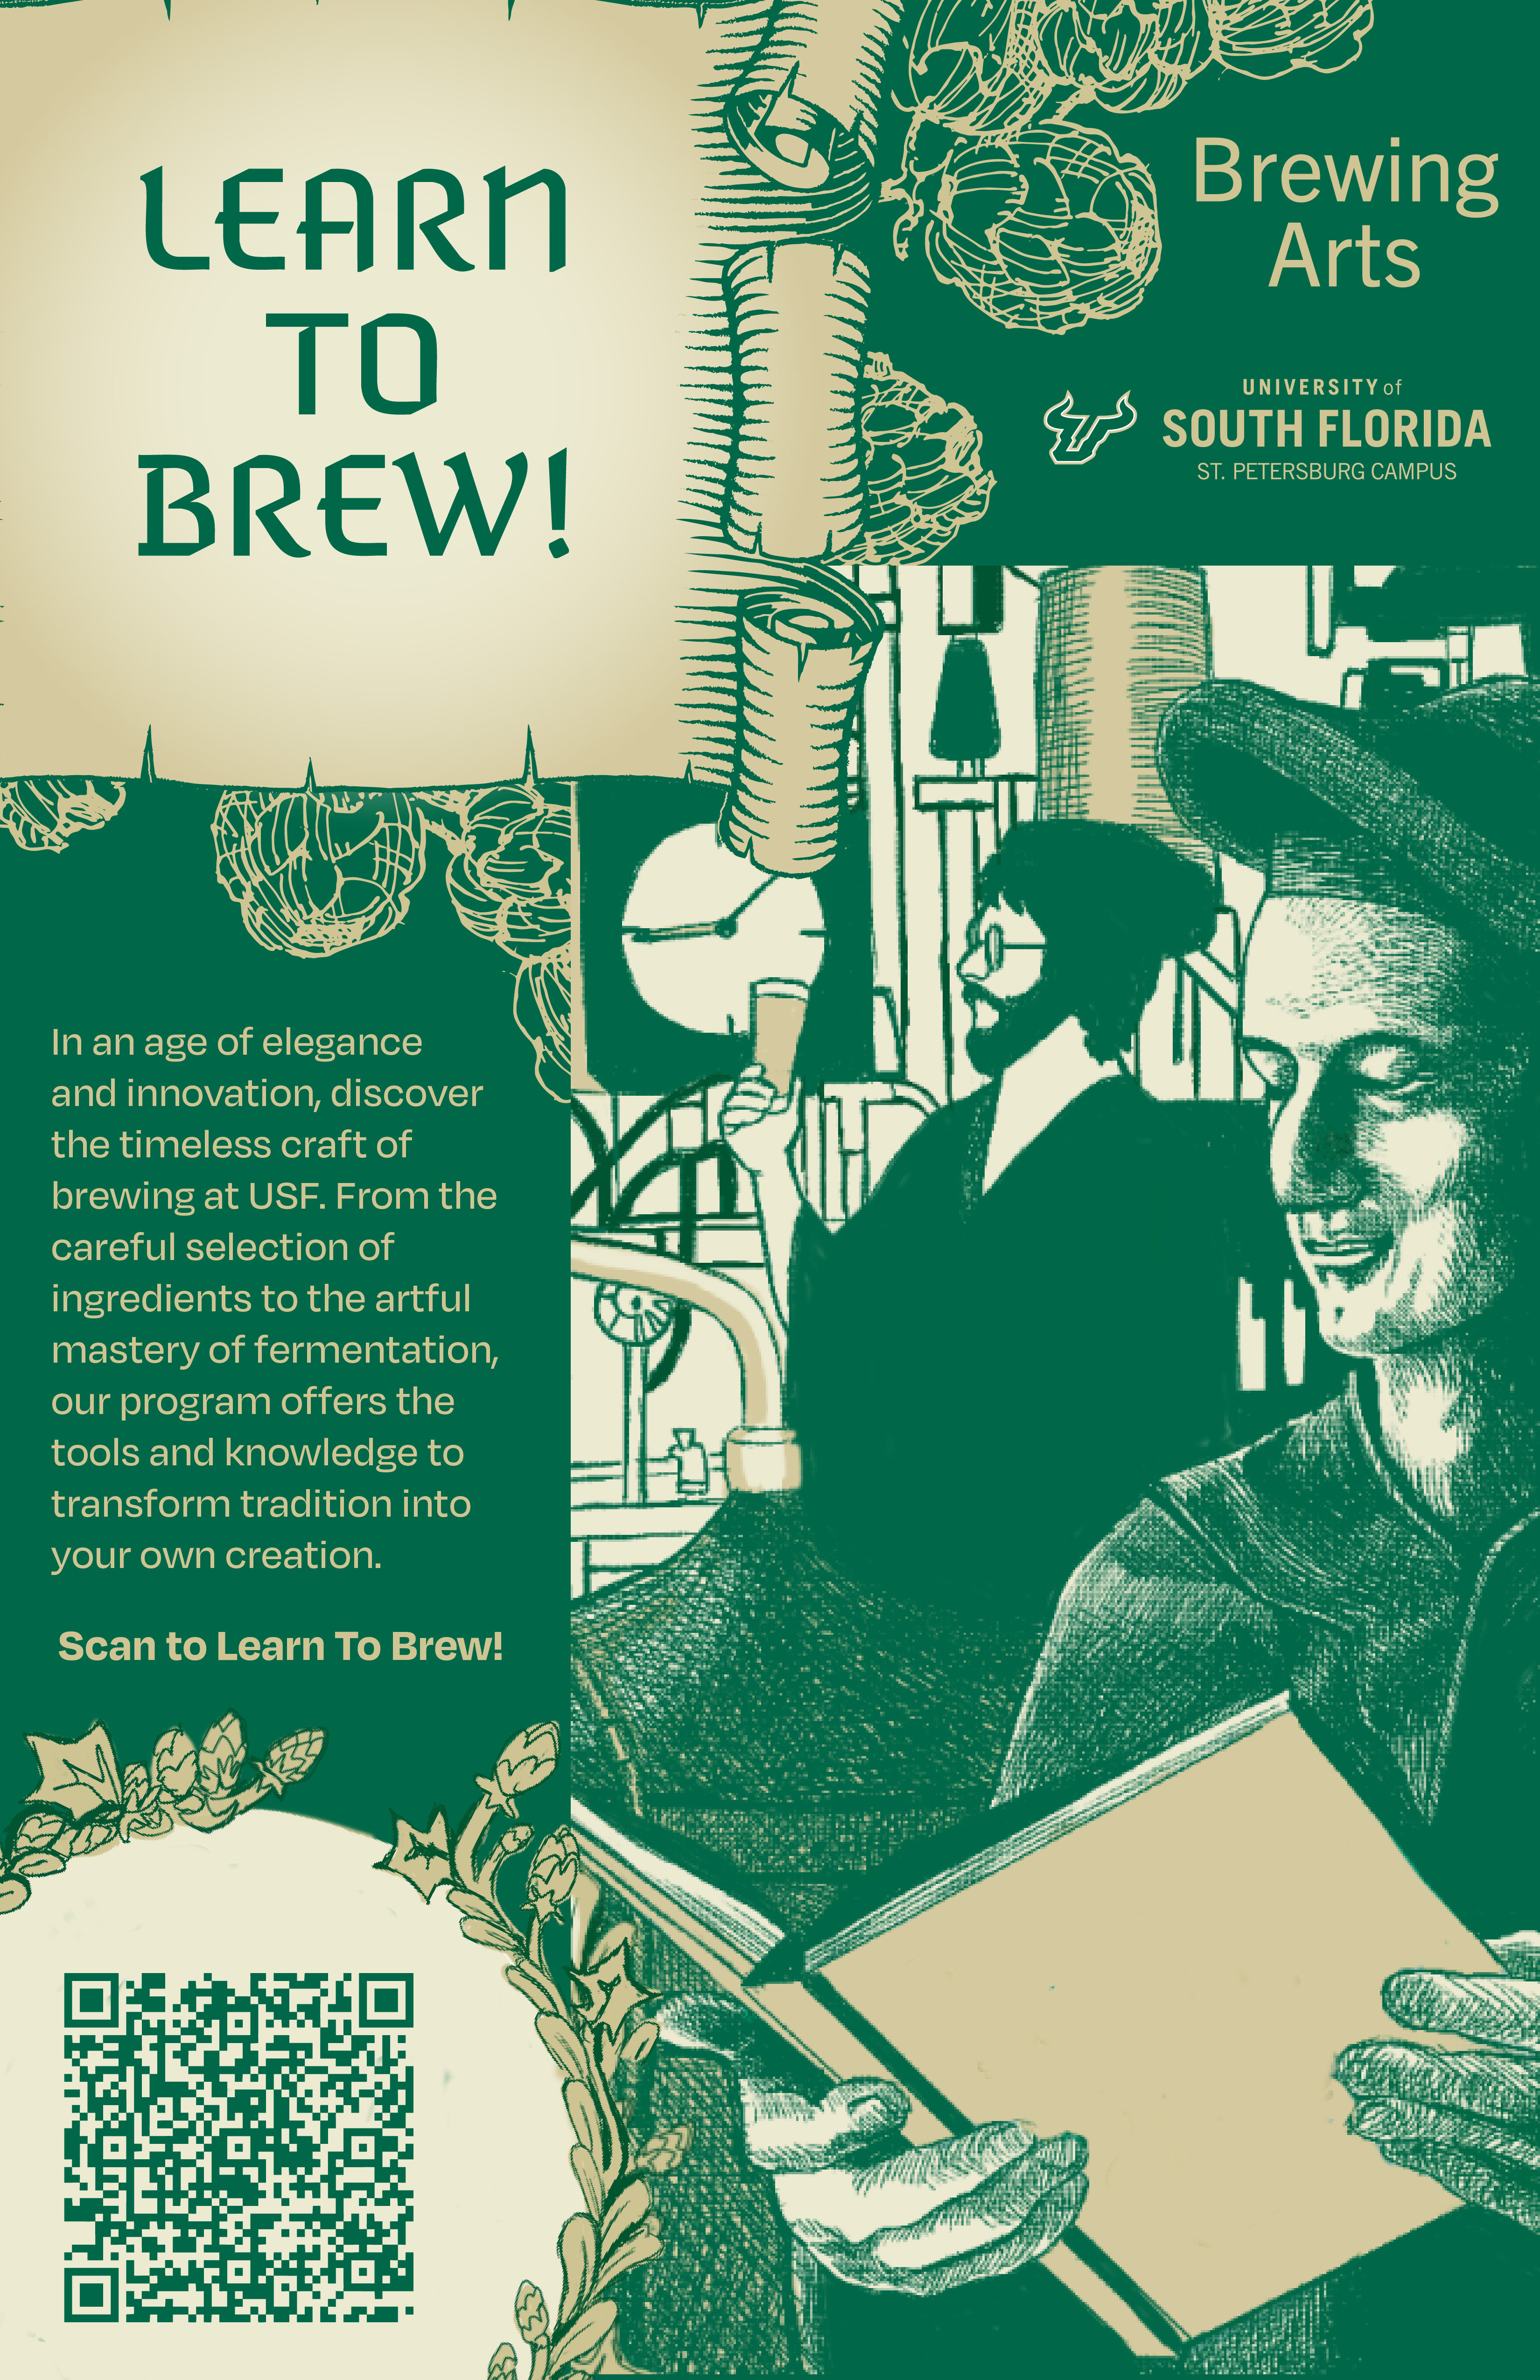 LEARN
TO
BREW!
Brewing
Arts
UNIVERSITY of
SOUTH FLORIDA
ST. PETERSBURG CAMPUS
In an age of elegance
and innovation, discover
the timeless craft of
brewing at USF. From the
careful selection of
ingredients to the artful
mastery of fermentation,
our program offers the
tools and knowledge to
transform tradition into
your own creation.
Scan to Learn To Brew!